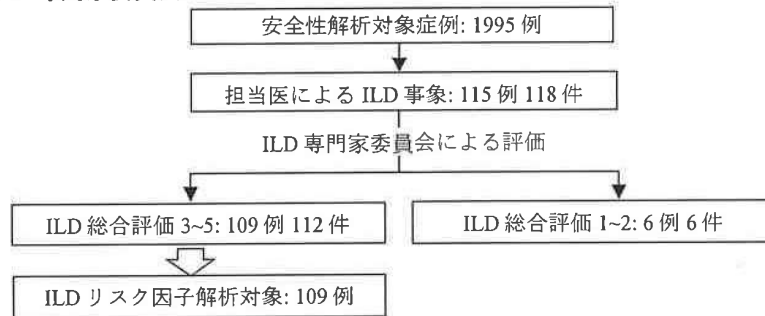 安全性解析対象症例: 1995 例
担当医による ILD 事象: 115 例 118 件
ILD 専門家委員会による評価
ILD 総合評価 3~5: 109 例 112 件
ILD 総合評価 1~2: 6 例 6 件
ILD リスク因子解析対象: 109 例